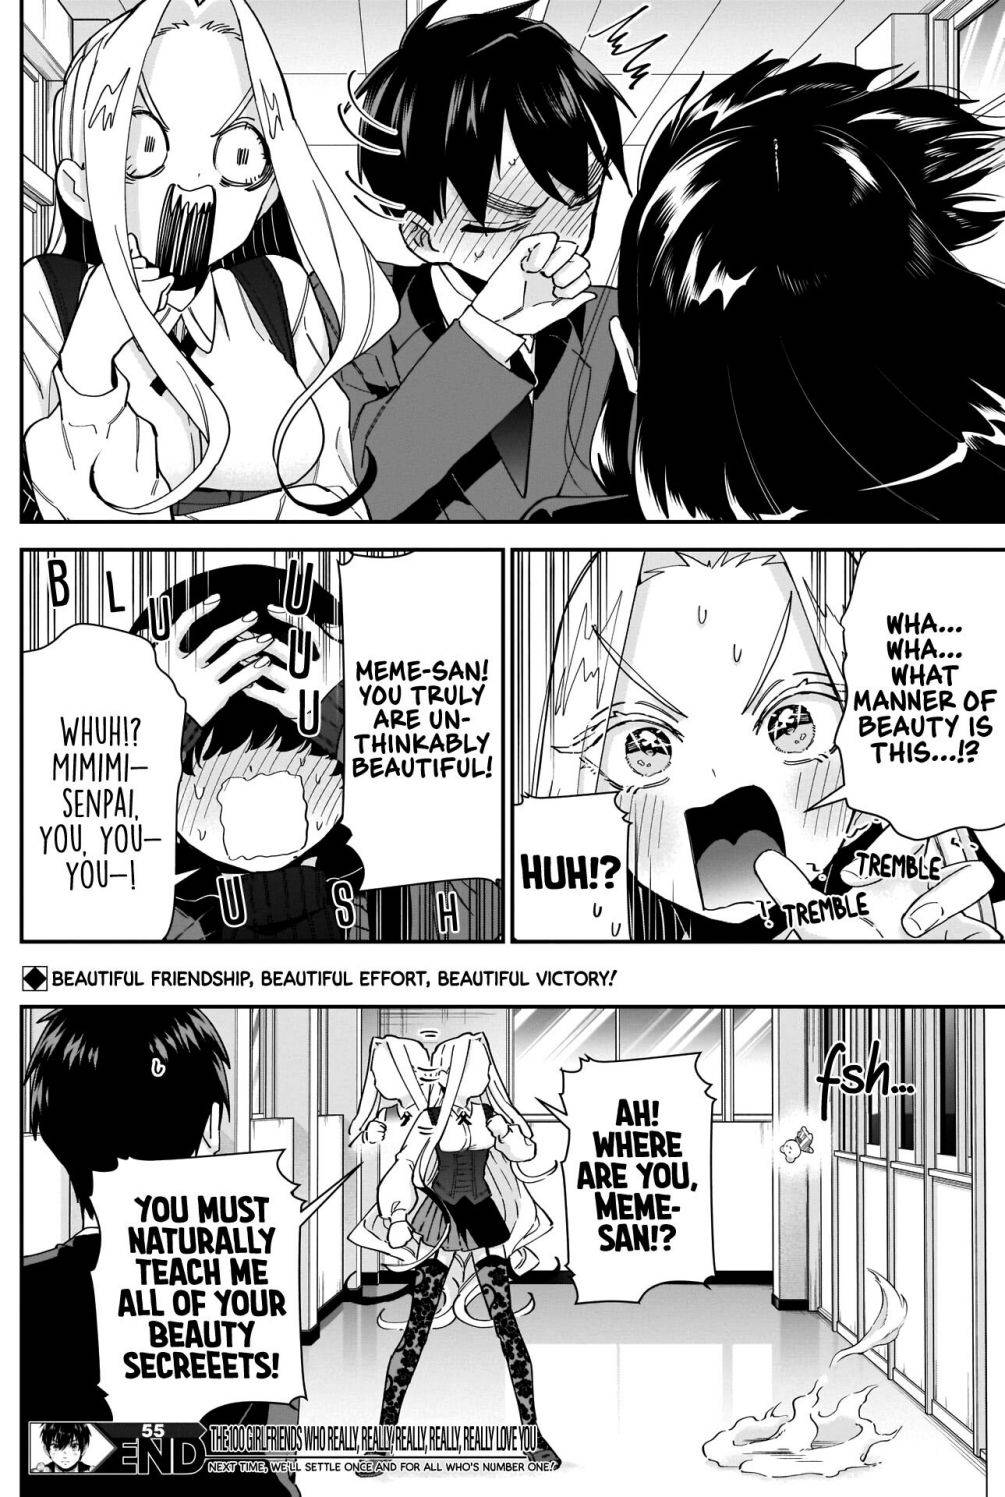 WHA...
WHA...
WHAT
MANNER OF
BEAUTY IS
THIS...!?
HUH!?
TREMBLE
TREMBLE
MEME-SAN!
YOU TRULY
ARE UN-
THINKABLY
BEAUTIFUL!
B L U U U U U S H
WHUH!?
MIMIMI—
SENPAI,
YOU, YOU—
YOU—!
BEAUTIFUL FRIENDSHIP, BEAUTIFUL EFFORT, BEAUTIFUL VICTORY!
fsh...
AH!
WHERE
ARE YOU,
MEME-
SAN!?
YOU MUST
NATURALLY
TEACH ME
ALL OF YOUR
BEAUTY
SECREEETS!
55
END
THE 100 GIRLFRIENDS WHO REALLY, REALLY, REALLY, REALLY, REALLY LOVE YOU
NEXT TIME, WE'LL SETTLE ONCE AND FOR ALL WHO'S NUMBER ONE!